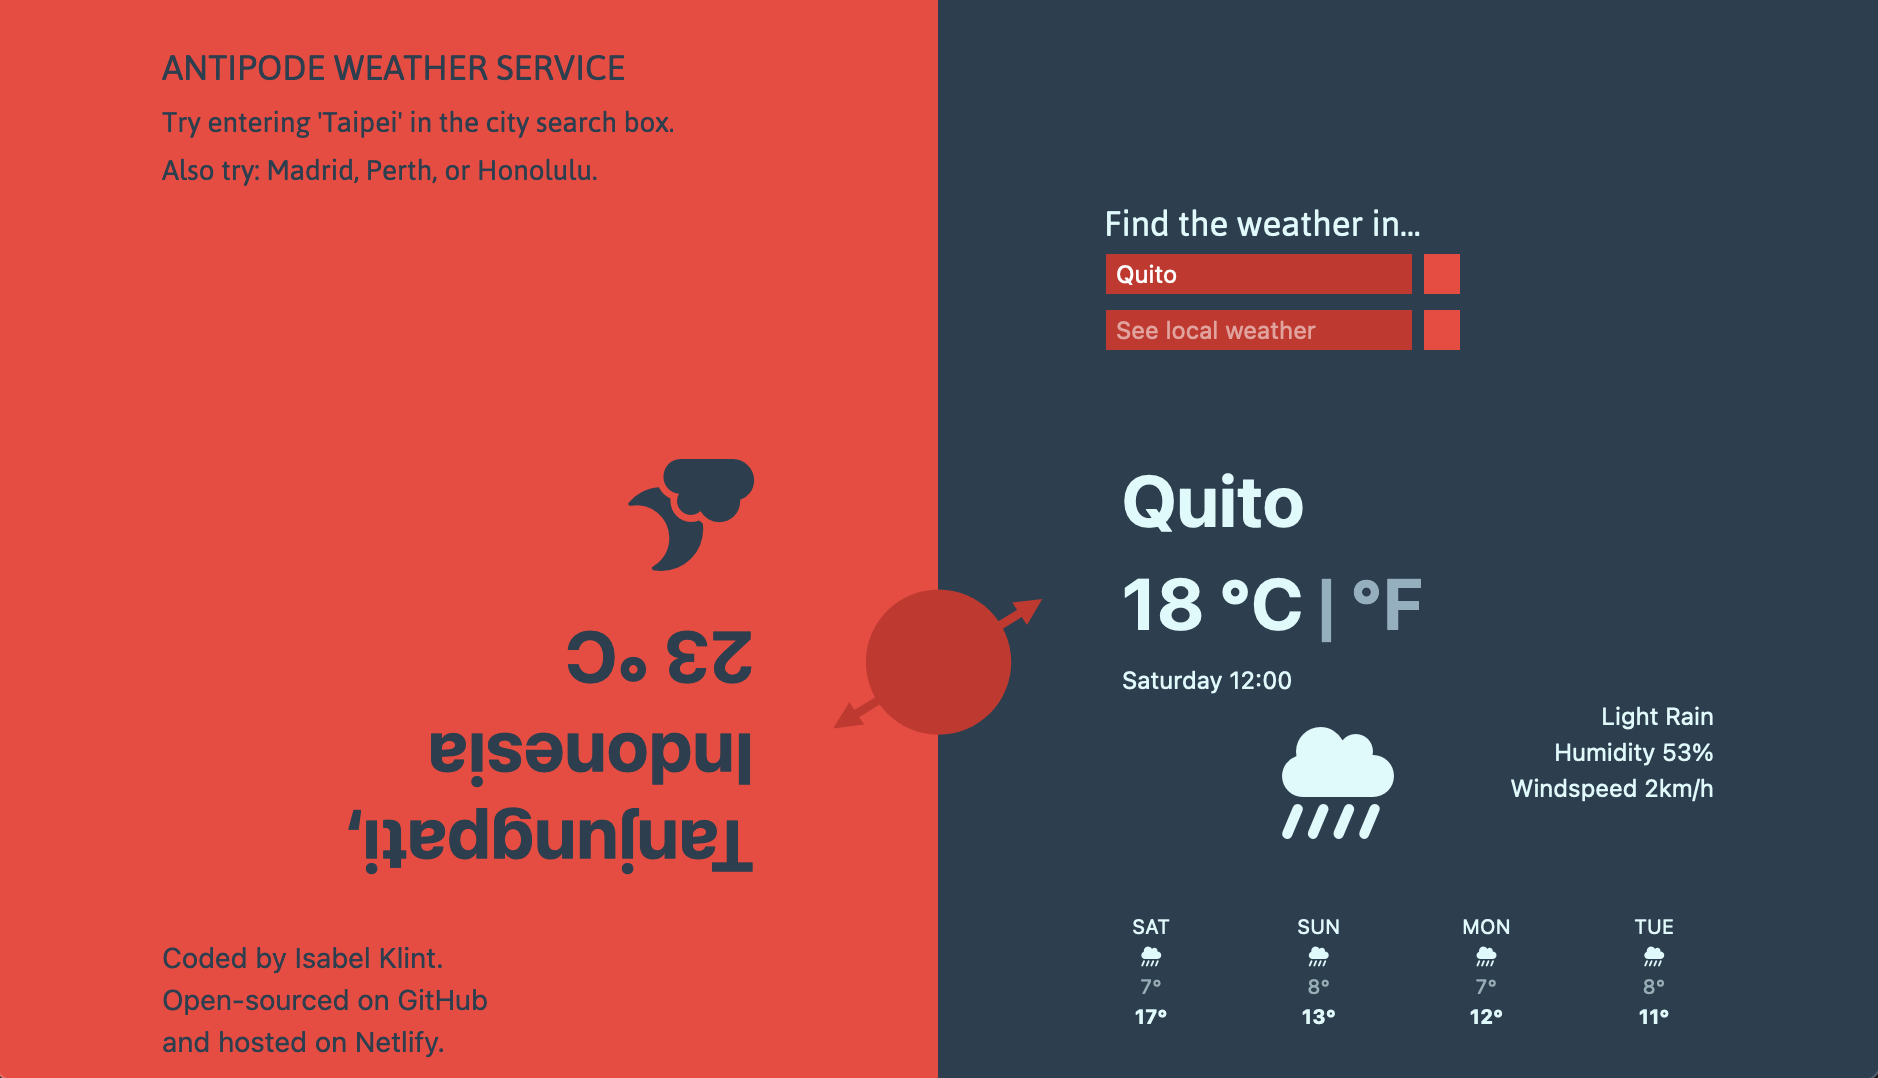 ANTIPODE WEATHER SERVICE
Try entering 'Taipei' in the city search box.
Also try: Madrid, Perth, or Honolulu.
Tanjungpati,
Indonesia
23 °C
Coded by Isabel Klint.
Open-sourced on GitHub
and hosted on Netlify.
Find the weather in...
Quito
See local weather
Quito
18 °C | °F
Saturday 12:00
Light Rain
Humidity 53%
Windspeed 2km/h
SAT SUN MON TUE
7° 8° 7° 8°
17° 13° 12° 11°